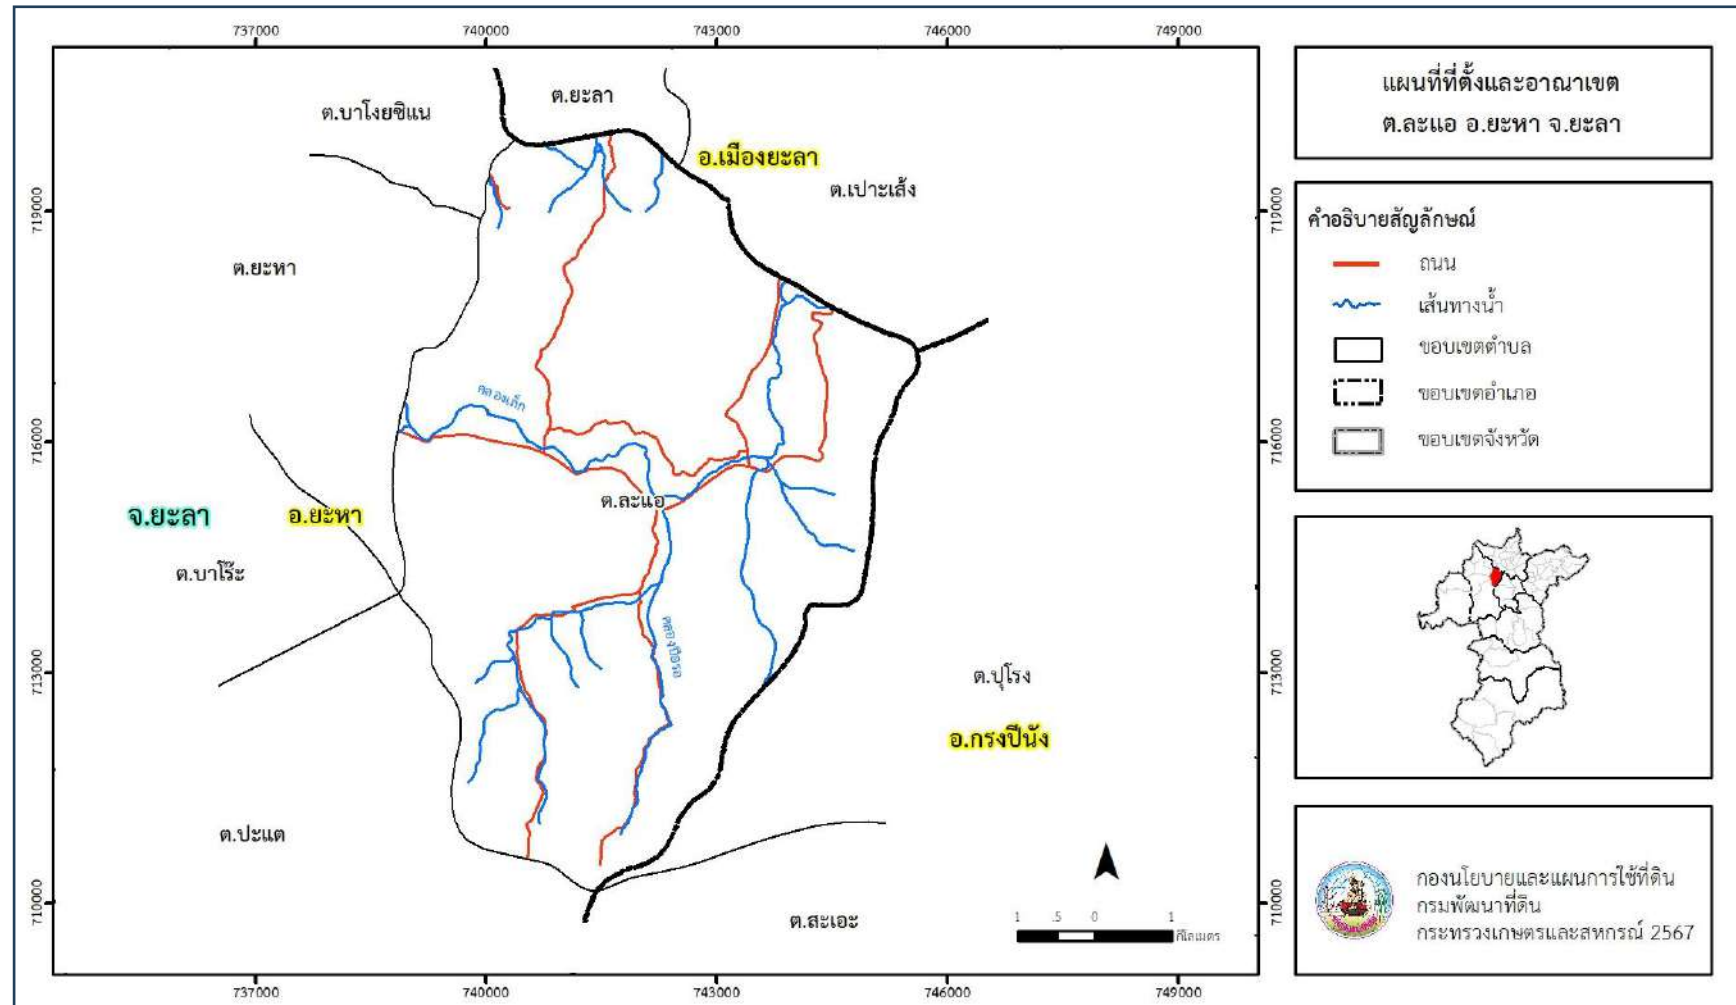 737000
740000
743000
746000
749000
แผนที่ที่ตั้งและอาณาเขต
ต.ละแอ อ.ยะหา จ.ยะลา
ต.ยะลา
ต.บาโงยซิแน
อ.เมืองยะลา
ต.เปาะเส้ง
719000
719000
คำอธิบายสัญลักษณ์
ถนน
เส้นทางน้ำ
ขอบเขตตำบล
ขอบเขตอำเภอ
ขอบเขตจังหวัด
ต.ยะหา
คลองเต็ก
716000
716000
ต.ละแอ
จ.ยะลา
อ.ยะหา
ต.บาโร๊ะ
713000
713000
ต.ปุโรง
อ.กรงปินัง
ต.ปะแต
710000
710000
ต.สะเอะ
1 .5 0 1
กิโลเมตร
กองนโยบายและแผนการใช้ที่ดิน
กรมพัฒนาที่ดิน
กระทรวงเกษตรและสหกรณ์ 2567
737000
740000
743000
746000
749000